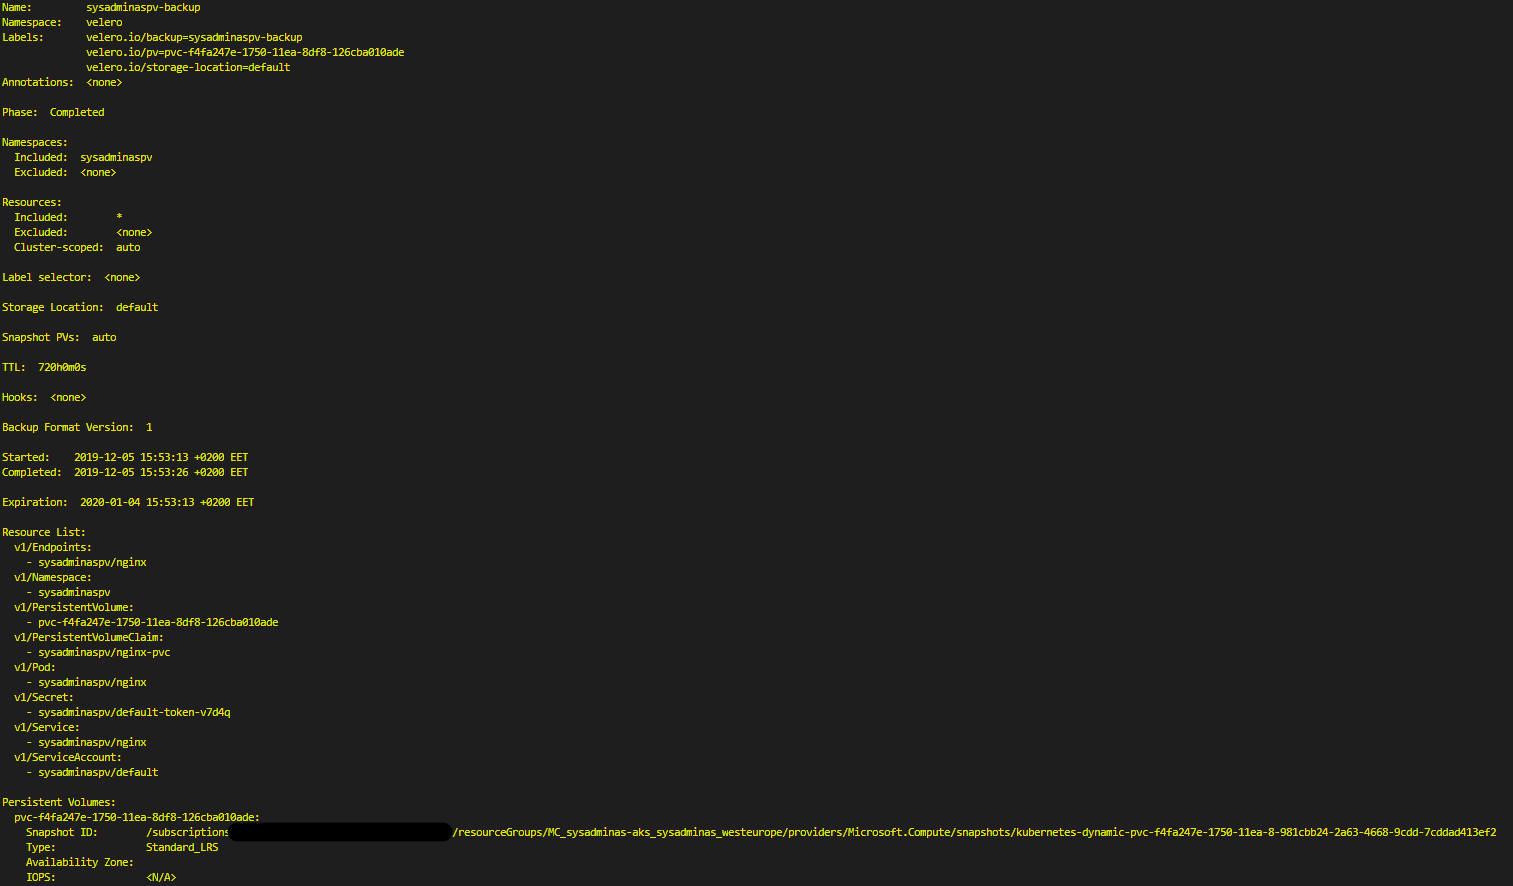 Name:         sysadminaspv-backup
Namespace:    velero
Labels:       velero.io/backup=sysadminaspv-backup
              velero.io/pv=pvc-f4fa247e-1750-11ea-8df8-126cba010ade
              velero.io/storage-location=default
Annotations:  <none>

Phase:  Completed

Namespaces:
  Included:  sysadminaspv
  Excluded:  <none>

Resources:
  Included:        *
  Excluded:        <none>
  Cluster-scoped:  auto

Label selector:  <none>

Storage Location:  default

Snapshot PVs:  auto

TTL:  720h0m0s

Hooks:  <none>

Backup Format Version:  1

Started:    2019-12-05 15:53:13 +0200 EET
Completed:  2019-12-05 15:53:26 +0200 EET

Expiration:  2020-01-04 15:53:13 +0200 EET

Resource List:
  v1/Endpoints:
    - sysadminaspv/nginx
  v1/Namespace:
    - sysadminaspv
  v1/PersistentVolume:
    - pvc-f4fa247e-1750-11ea-8df8-126cba010ade
  v1/PersistentVolumeClaim:
    - sysadminaspv/nginx-pvc
  v1/Pod:
    - sysadminaspv/nginx
  v1/Secret:
    - sysadminaspv/default-token-v7d4q
  v1/Service:
    - sysadminaspv/nginx
  v1/ServiceAccount:
    - sysadminaspv/default

Persistent Volumes:
  pvc-f4fa247e-1750-11ea-8df8-126cba010ade:
    Snapshot ID:        /subscriptions /resourceGroups/MC_sysadminas-aks_sysadminas_westeurope/providers/Microsoft.Compute/snapshots/kubernetes-dynamic-pvc-f4fa247e-1750-11ea-8-981cbb24-2a63-4668-9cdd-7cddad413ef2
    Type:               Standard_LRS
    Availability Zone:
    IOPS:               <N/A>